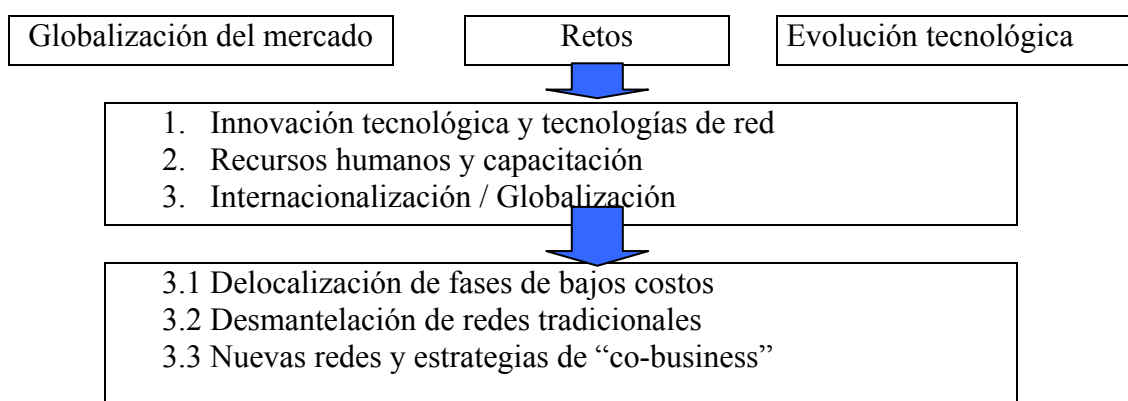 Globalización del mercado
Retos
Evolución tecnológica
1. Innovación tecnológica y tecnologías de red
2. Recursos humanos y capacitación
3. Internacionalización / Globalización
3.1 Delocalización de fases de bajos costos
3.2 Desmantelación de redes tradicionales
3.3 Nuevas redes y estrategias de “co-business”